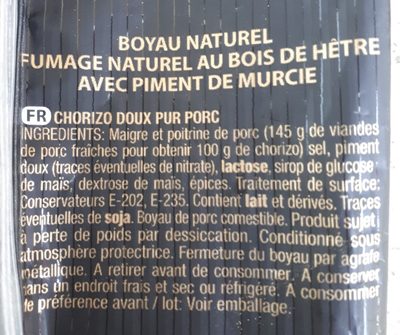 BOYAU NATUREL
FUMAGE NATUREL AU BOIS DE HÊTRE
AVEC PIMENT DE MURCIE
FR CHORIZO DOUX PUR PORC
INGRÉDIENTS: Maigre et poitrine de porc (145 g de viandes
de porc fraîches pour obtenir 100 g de chorizo) sel, piment
doux (traces éventuelles de nitrate), lactose, sirop de glucose
de maïs, dextrose de maïs, épices. Traitement de surface:
Conservateurs E-202, E-235. Contient lait et dérivés. Traces
éventuelles de soja. Boyau de porc comestible. Produit sujet
à perte de poids par dessiccation. Conditionné sous
atmosphère protectrice. Fermeture du boyau par agrafe
métallique. A retirer avant de consommer. A conserver
dans un endroit frais et sec ou réfrigéré. A consommer
de préférence avant / lot: Voir emballage.